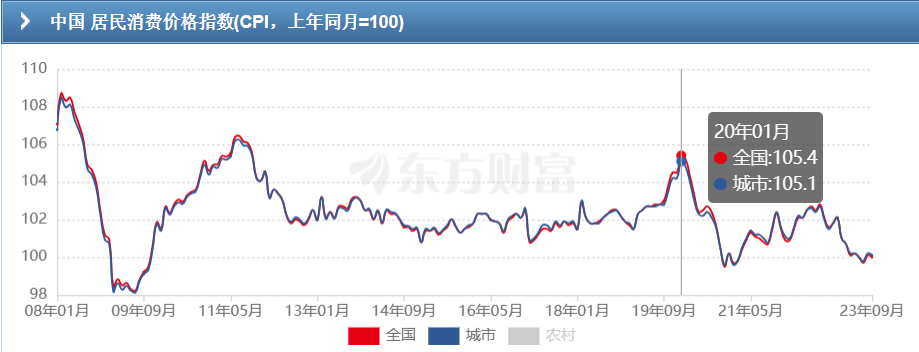 中国 居民消费价格指数(CPI，上年同月=100)
110
108
106
104
102
100
98
东方财富
20年01月
全国:105.4
城市:105.1
08年01月 09年09月 11年05月 13年01月 14年09月 16年05月 18年01月 19年09月 21年05月 23年09月
全国 城市 农村